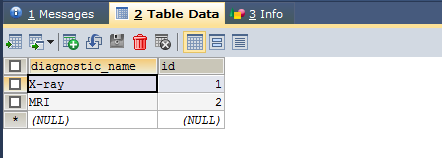 1 Messages 2 Table Data 3 Info
diagnostic_name id
X-ray 1
MRI 2
* (NULL) (NULL)